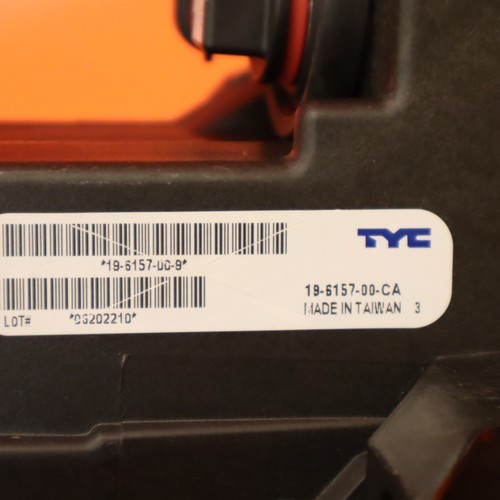 TYC
*19-6157-00-9*
19-6157-00-CA
MADE IN TAIWAN 3
LOT# *06202210*